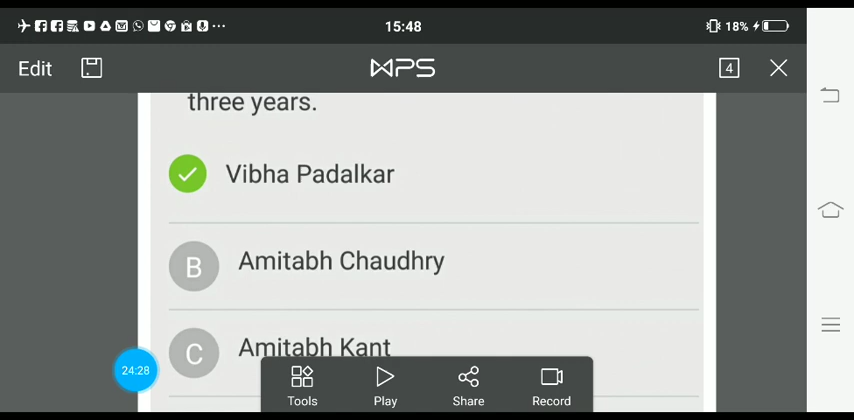 15:48
18%
Edit
WPS
4
three years.
Vibha Padalkar
B Amitabh Chaudhry
C Amitabh Kant
24:28
Tools Play Share Record